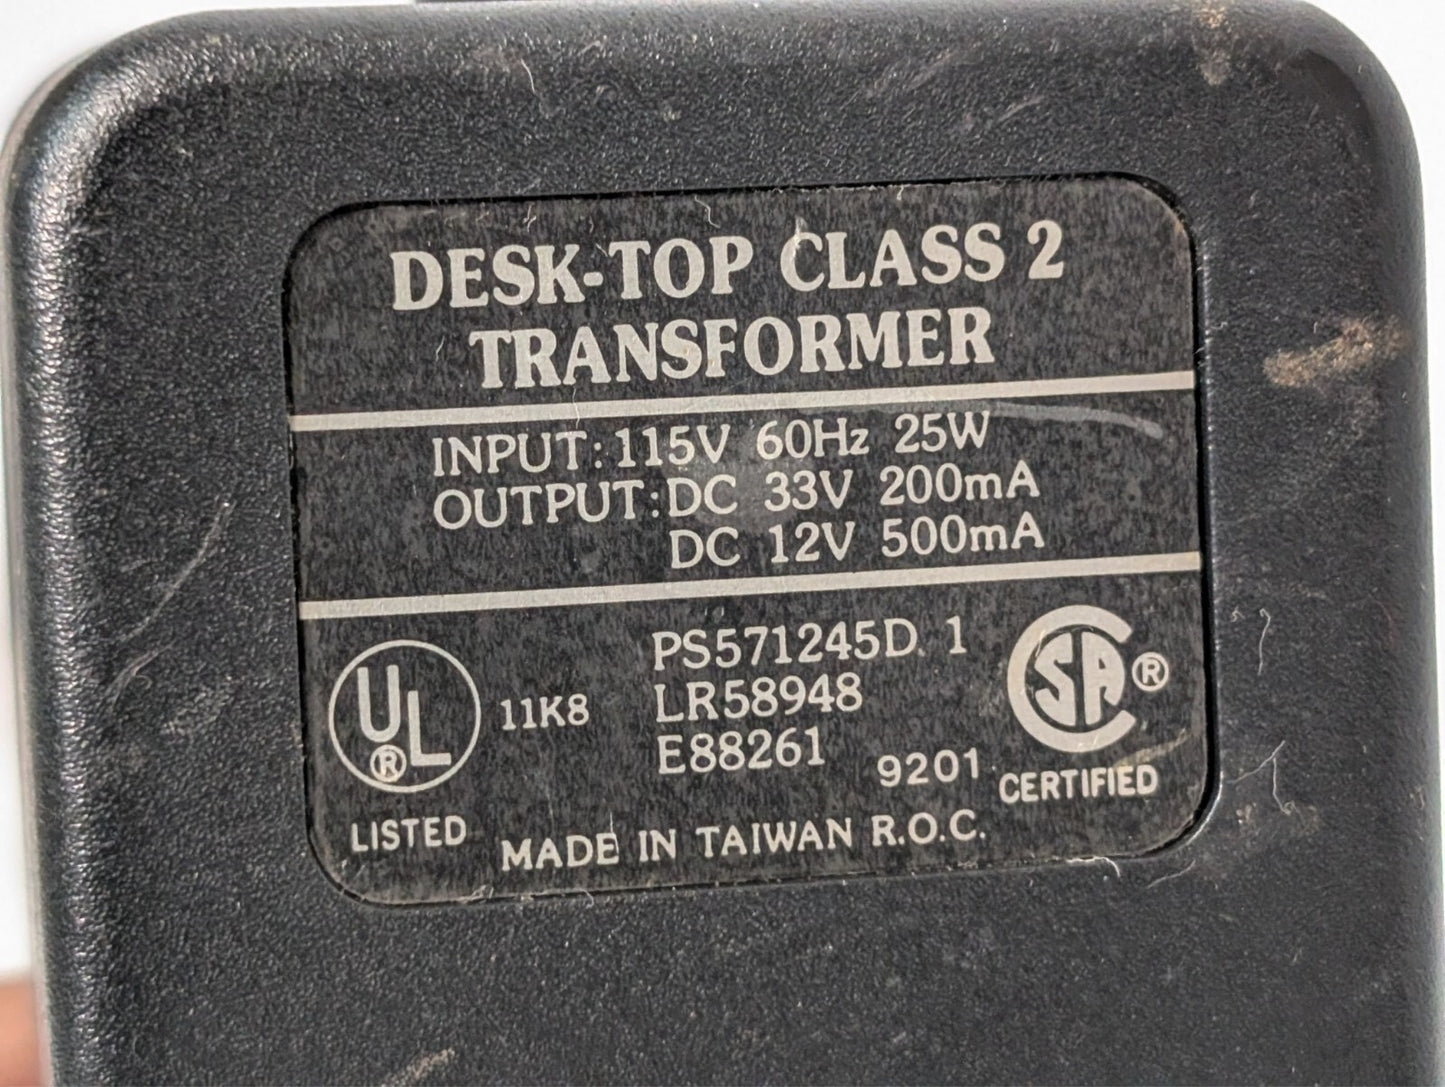 DESK-TOP CLASS 2
TRANSFORMER
INPUT: 115V 60Hz 25W
OUTPUT: DC 33V 200mA
DC 12V 500mA
UL® LISTED
11K8
PS571245D 1
LR58948
E88261
9201
CSA® CERTIFIED
MADE IN TAIWAN R.O.C.